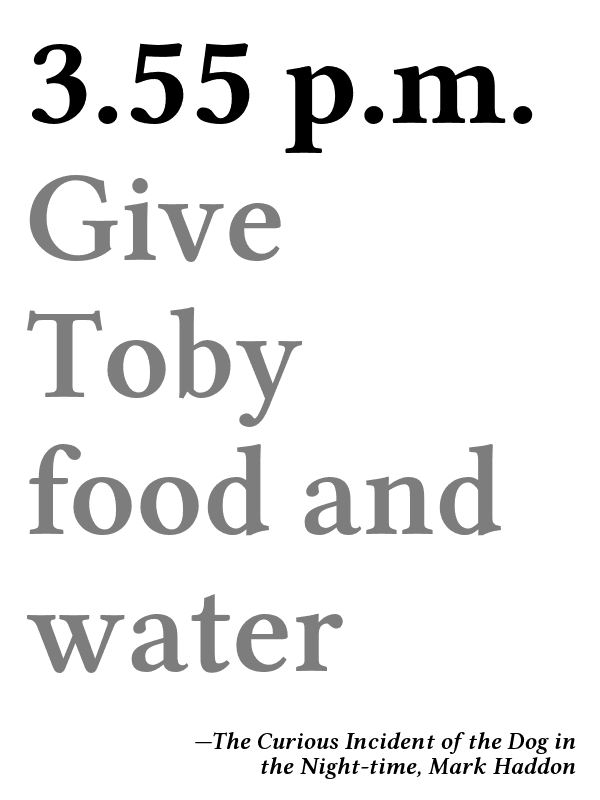 3.55 p.m.
Give
Toby
food and
water
—The Curious Incident of the Dog in
the Night-time, Mark Haddon